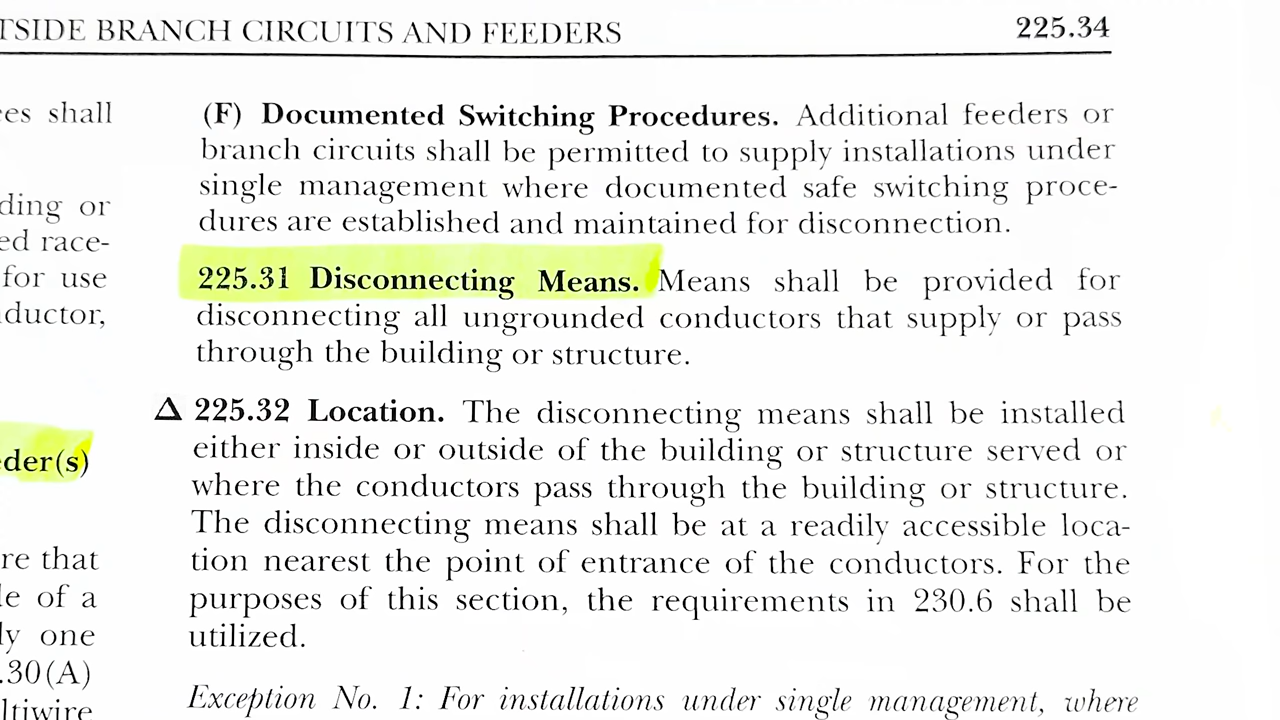 TSIDE BRANCH CIRCUITS AND FEEDERS 225.34
es shall
ding or
ed race-
for use
ductor,
der(s)
re that
le of a
ly one
.30(A)
ltiwire
(F) Documented Switching Procedures. Additional feeders or
branch circuits shall be permitted to supply installations under
single management where documented safe switching proce-
dures are established and maintained for disconnection.
225.31 Disconnecting Means. Means shall be provided for
disconnecting all ungrounded conductors that supply or pass
through the building or structure.
Δ 225.32 Location. The disconnecting means shall be installed
either inside or outside of the building or structure served or
where the conductors pass through the building or structure.
The disconnecting means shall be at a readily accessible loca-
tion nearest the point of entrance of the conductors. For the
purposes of this section, the requirements in 230.6 shall be
utilized.
Exception No. 1: For installations under single management, where